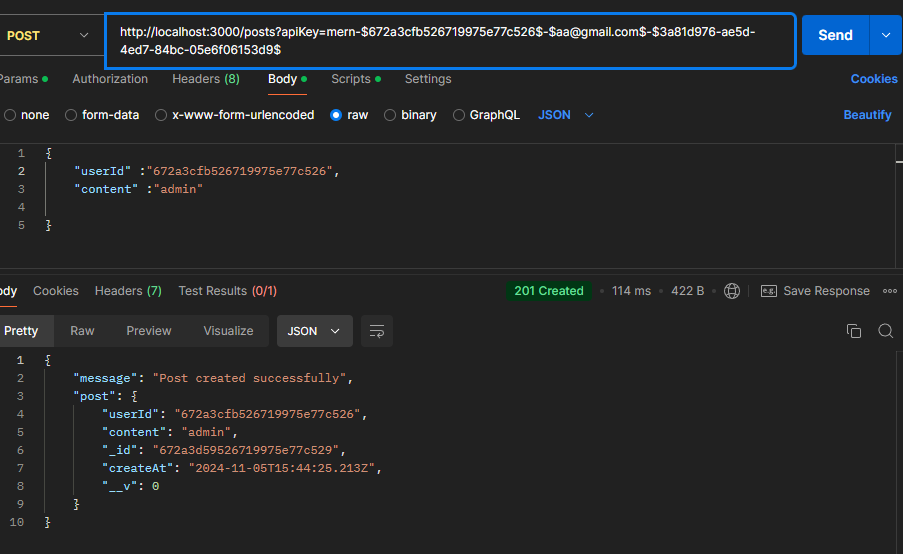 POST
http://localhost:3000/posts?apiKey=mern-$672a3cfb526719975e77c526$-$aa@gmail.com$-$3a81d976-ae5d-
4ed7-84bc-05e6f06153d9$
Send
Params
Authorization
Headers (8)
Body
Scripts
Settings
Cookies
none
form-data
x-www-form-urlencoded
raw
binary
GraphQL
JSON
Beautify
1 {
2 "userId" :"672a3cfb526719975e77c526",
3 "content" :"admin"
4
5 }
ody
Cookies
Headers (7)
Test Results (0/1)
201 Created
114 ms
422 B
e.g.
Save Response
Pretty
Raw
Preview
Visualize
JSON
1 {
2 "message": "Post created successfully",
3 "post": {
4 "userId": "672a3cfb526719975e77c526",
5 "content": "admin",
6 "_id": "672a3d59526719975e77c529",
7 "createAt": "2024-11-05T15:44:25.213Z",
8 "__v": 0
9 }
10 }